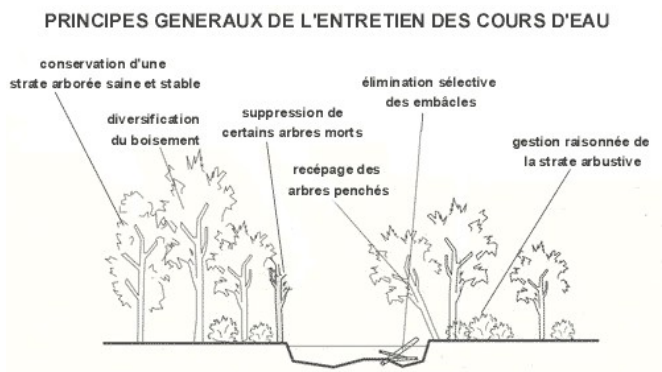 PRINCIPES GENERAUX DE L'ENTRETIEN DES COURS D'EAU
conservation d'une
strate arborée saine et stable
diversification
du boisement
suppression de
certains arbres morts
recépage des
arbres penchés
élimination sélective
des embâcles
gestion raisonnée de
la strate arbustive